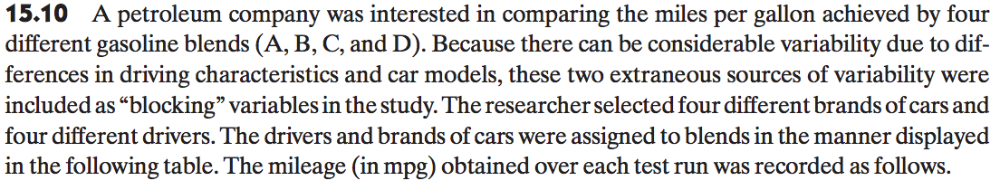 15.10 A petroleum company was interested in comparing the miles per gallon achieved by four
different gasoline blends (A, B, C, and D). Because there can be considerable variability due to dif-
ferences in driving characteristics and car models, these two extraneous sources of variability were
included as “blocking” variables in the study. The researcher selected four different brands of cars and
four different drivers. The drivers and brands of cars were assigned to blends in the manner displayed
in the following table. The mileage (in mpg) obtained over each test run was recorded as follows.